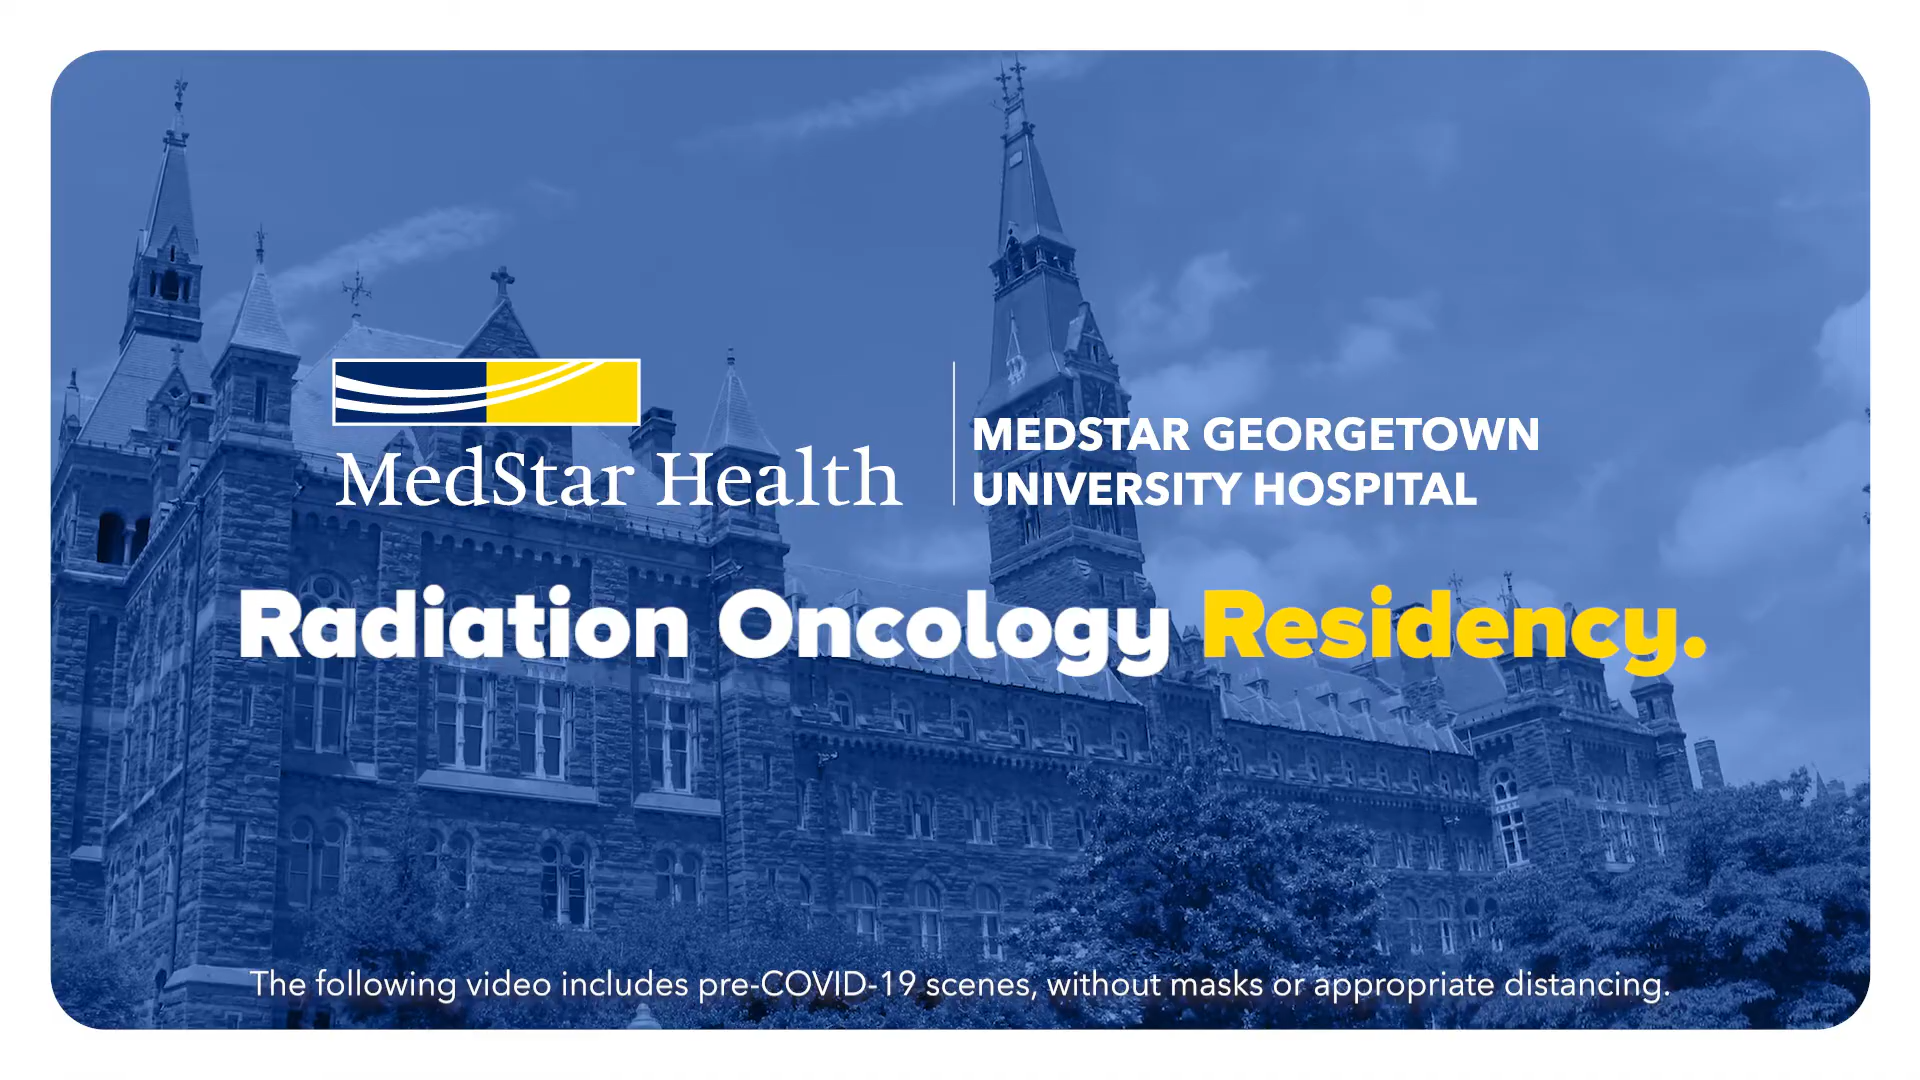 MedStar Health
MEDSTAR GEORGETOWN
UNIVERSITY HOSPITAL
Radiation Oncology Residency.
The following video includes pre-COVID-19 scenes, without masks or appropriate distancing.